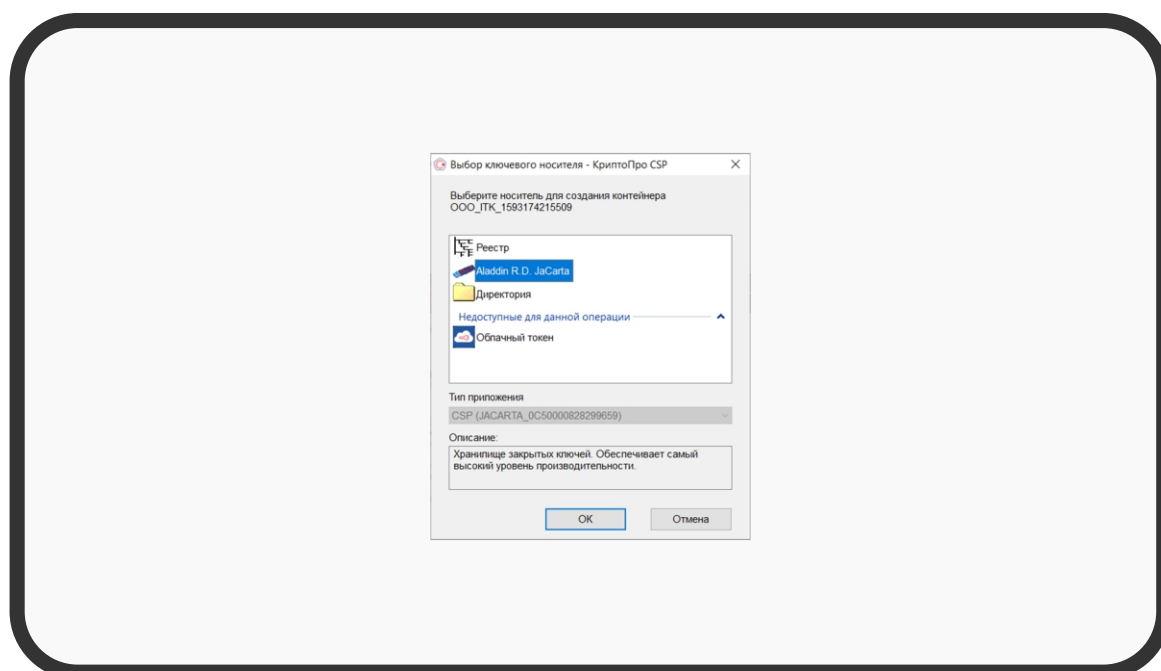 Выбор ключевого носителя - КриптоПро CSP
Выберите носитель для создания контейнера
OOO_ITK_1593174215509
Реестр
Aladdin R.D. JaCarta
Директория
Недоступные для данной операции
Облачный токен
Тип приложения
CSP (JACARTA_0C50000828299659)
Описание:
Хранилище закрытых ключей. Обеспечивает самый
высокий уровень производительности.
OK
Отмена